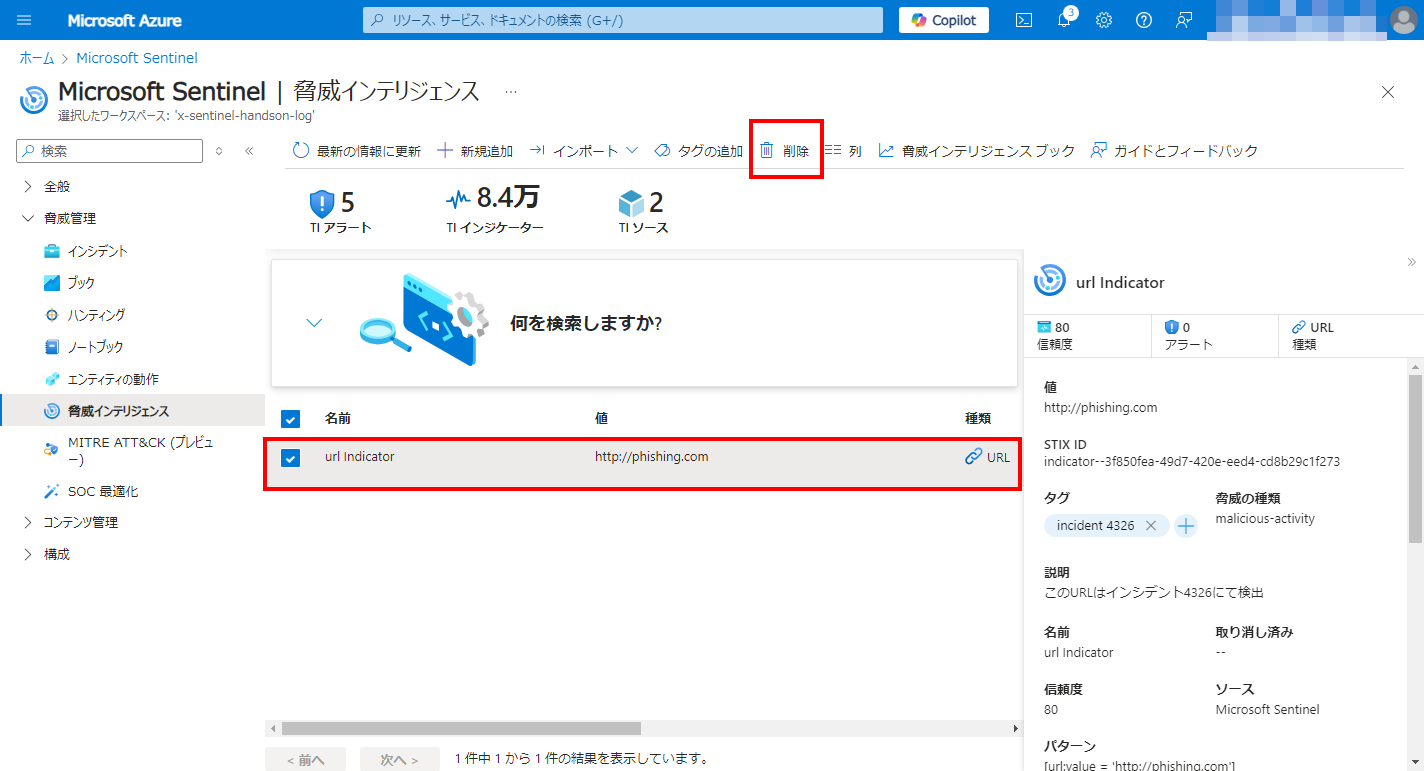 Microsoft Azure
リソース、サービス、ドキュメントの検索 (G+/)
Copilot
3
ホーム > Microsoft Sentinel
Microsoft Sentinel | 脅威インテリジェンス ...
選択したワークスペース: 'x-sentinel-handson-log'
検索
最新の情報に更新
新規追加
インポート
タグの追加
削除
列
脅威インテリジェンス ブック
ガイドとフィードバック
全般
脅威管理
インシデント
ブック
ハンティング
ノートブック
エンティティの動作
脅威インテリジェンス
MITRE ATT&CK (プレビュ
ー)
SOC 最適化
コンテンツ管理
構成
5
TI アラート
8.4万
TI インジケーター
2
TI ソース
何を検索しますか?
名前 値 種類
url Indicator http://phishing.com URL
< 前へ 次へ > 1 件中 1 から 1 件の結果を表示しています。
url Indicator
80
信頼度
0
アラート
URL
種類
値
http://phishing.com
STIX ID
indicator--3f850fea-49d7-420e-eed4-cd8b29c1f273
タグ
incident 4326
脅威の種類
malicious-activity
説明
このURLはインシデント4326にて検出
名前
url Indicator
取り消し済み
--
信頼度
80
ソース
Microsoft Sentinel
パターン
[url:value = 'http://phishing.com']